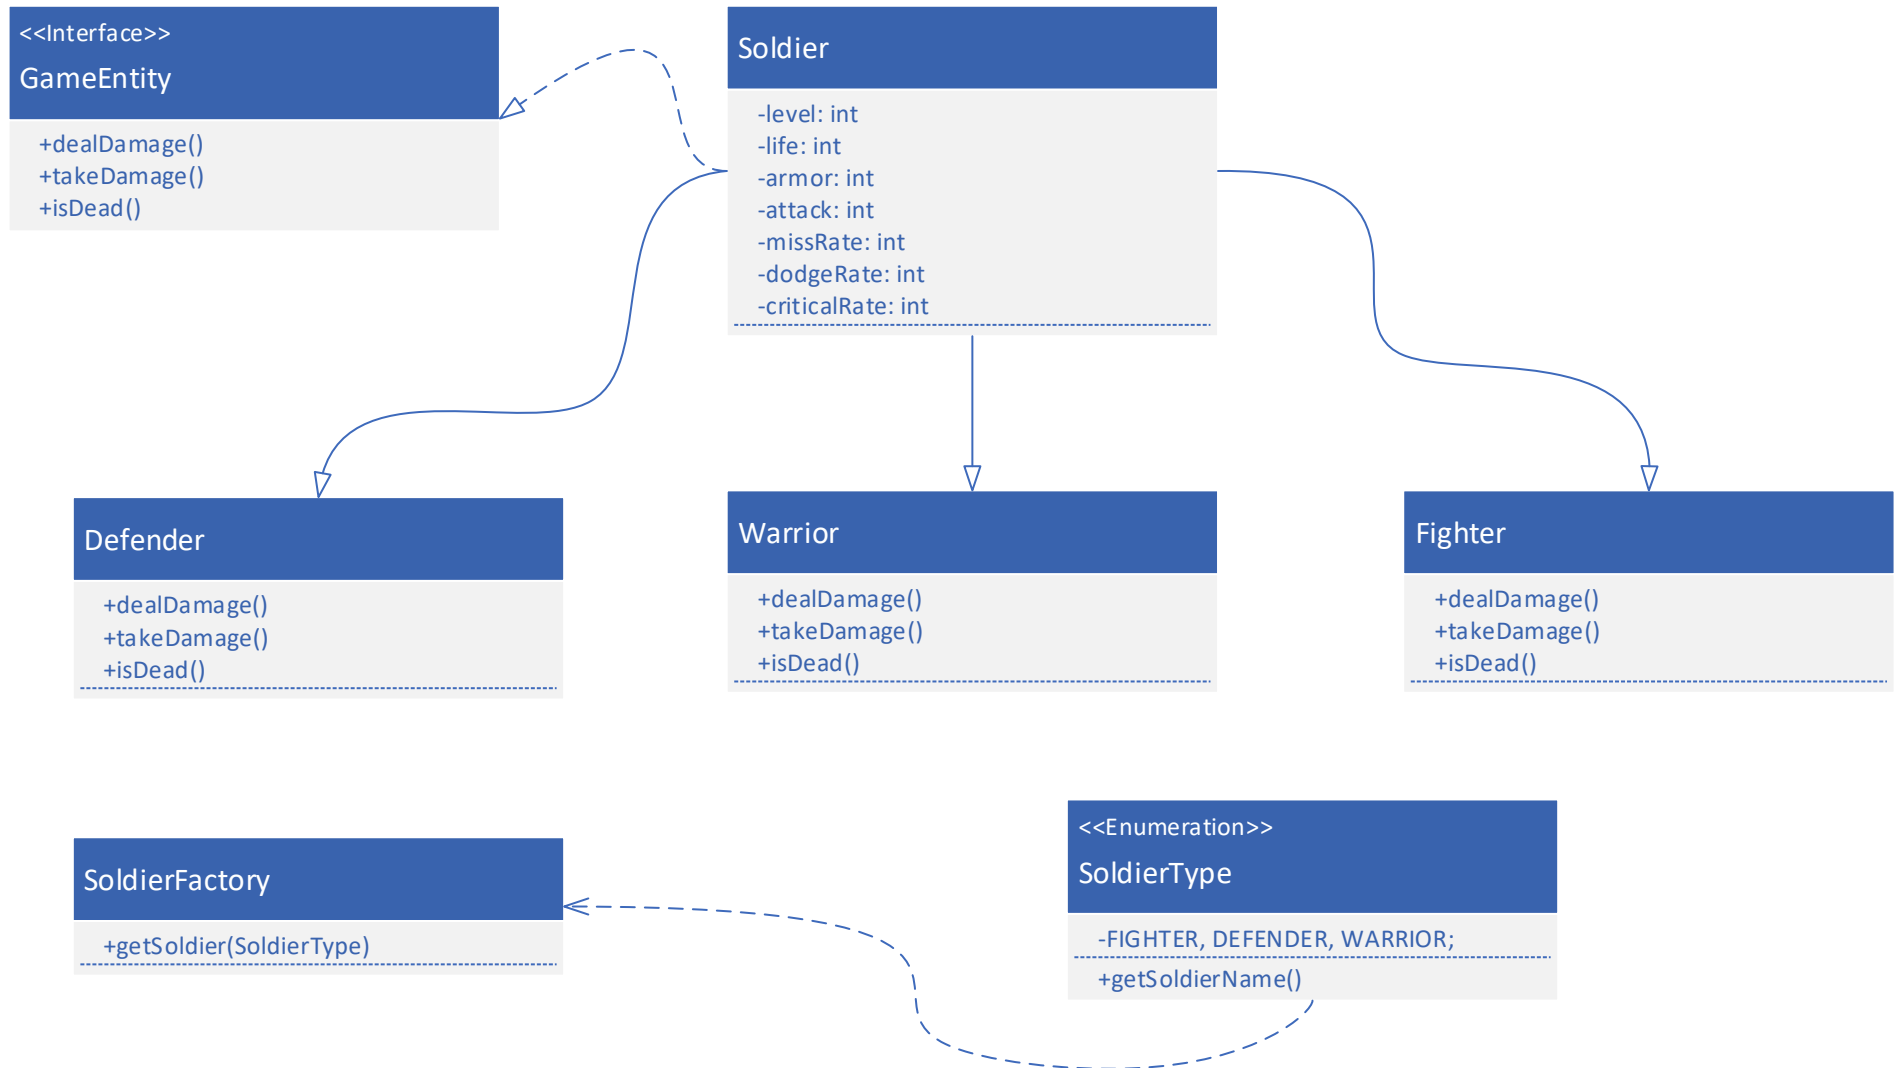 <<Interface>>
GameEntity
+dealDamage()
+takeDamage()
+isDead()
Soldier
-level: int
-life: int
-armor: int
-attack: int
-missRate: int
-dodgeRate: int
-criticalRate: int
Defender
+dealDamage()
+takeDamage()
+isDead()
Warrior
+dealDamage()
+takeDamage()
+isDead()
Fighter
+dealDamage()
+takeDamage()
+isDead()
SoldierFactory
+getSoldier(SoldierType)
<<Enumeration>>
SoldierType
-FIGHTER, DEFENDER, WARRIOR;
+getSoldierName()